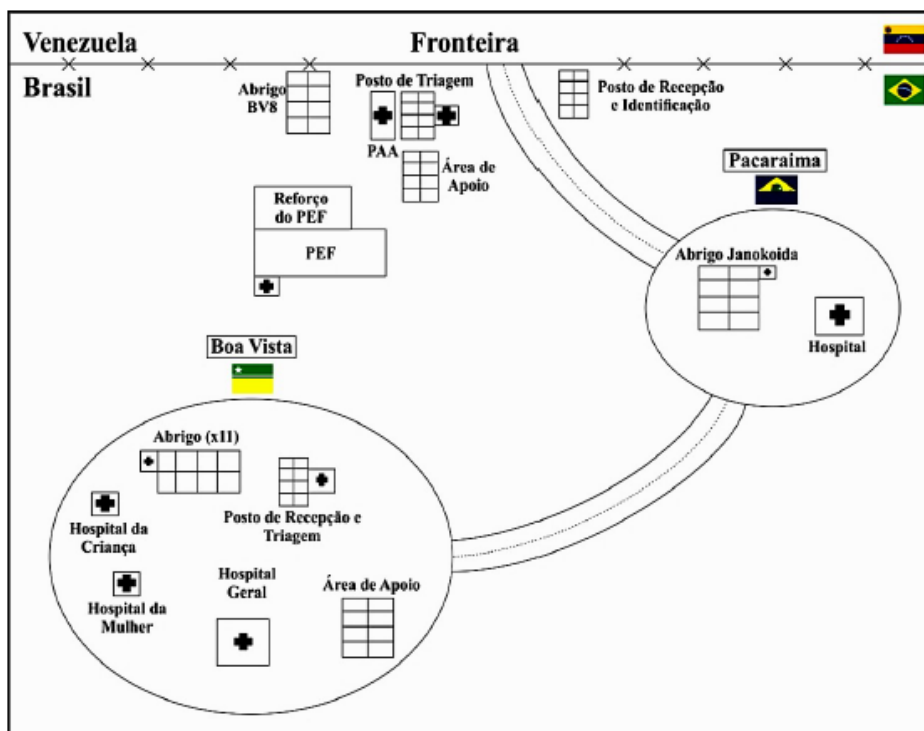 Venezuela
Fronteira
Brasil
Abrigo
BV8
Posto de Triagem
PAA
Área de
Apoio
Posto de Recepção
e Identificação
Pacaraima
Reforço
do PEF
PEF
Abrigo Janokoida
Hospital
Boa Vista
Abrigo (x11)
Posto de Recepção e
Triagem
Hospital da
Criança
Hospital da
Mulher
Hospital
Geral
Área de Apoio